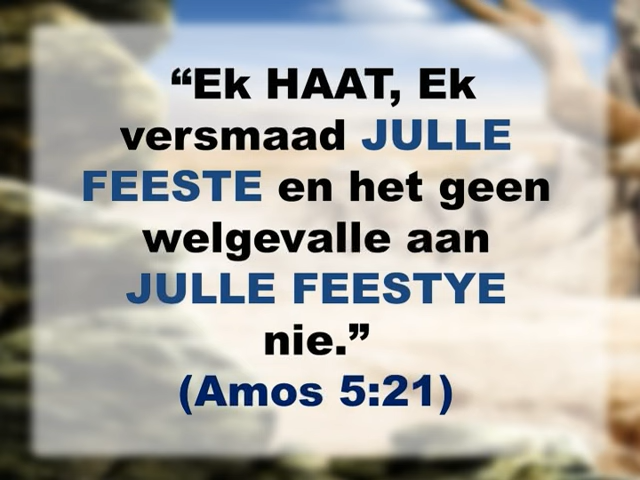 “Ek HAAT, Ek
versmaad JULLE
FEESTE en het geen
welgevalle aan
JULLE FEESTYE
nie.”
(Amos 5:21)